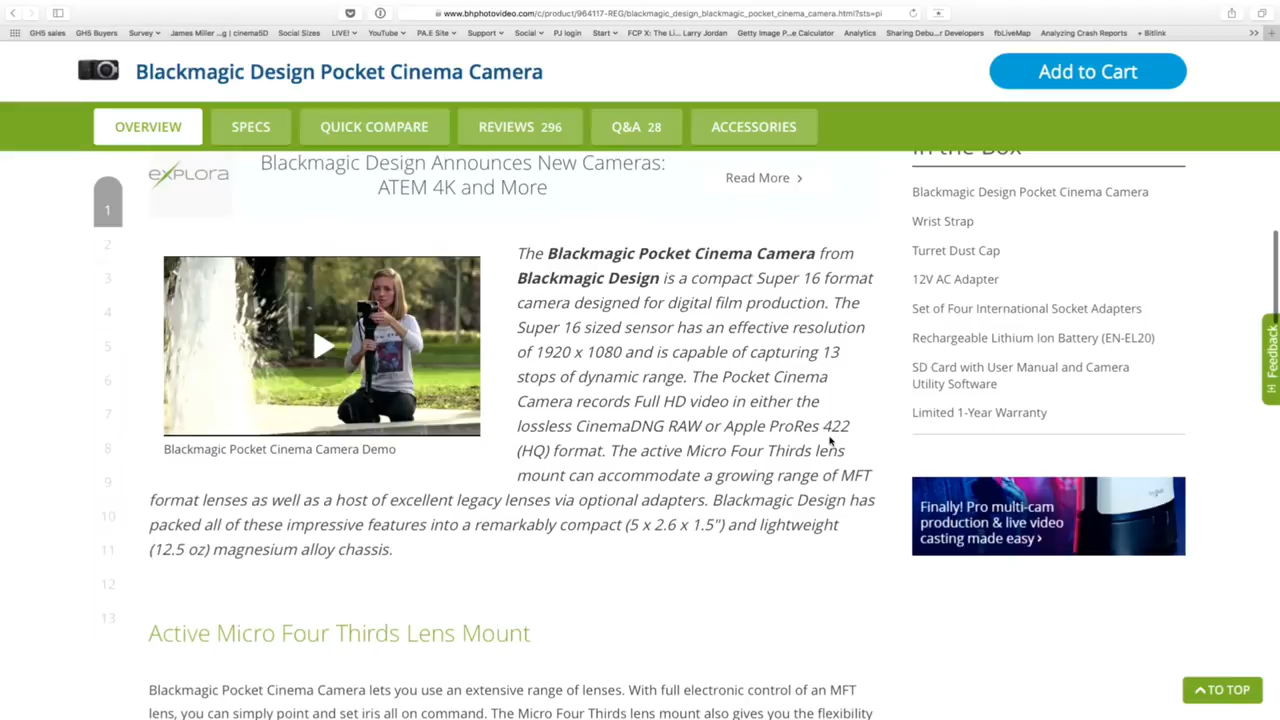 www.bhphotovideo.com/c/product/964117-REG/blackmagic_design_blackmagic_pocket_cinema_camera.html?sts=pi
GH5 sales GH5 Buyers Survey James Miller ...g | cinema5D Social Sizes LIVE! YouTube PA.E Site Support Social PJ login Start FCP X: The Li... Larry Jordan Getty Image P...e Calculator Analytics Sharing Debu...r Developers fbLiveMap Analyzing Crash Reports + Bitlink
Blackmagic Design Pocket Cinema Camera
Add to Cart
OVERVIEW SPECS QUICK COMPARE REVIEWS 296 Q&A 28 ACCESSORIES
explora
Blackmagic Design Announces New Cameras:
ATEM 4K and More
Read More
1
2
3
4
5
6
7
8
9
10
11
12
13
Blackmagic Pocket Cinema Camera Demo
The Blackmagic Pocket Cinema Camera from
Blackmagic Design is a compact Super 16 format
camera designed for digital film production. The
Super 16 sized sensor has an effective resolution
of 1920 x 1080 and is capable of capturing 13
stops of dynamic range. The Pocket Cinema
Camera records Full HD video in either the
lossless CinemaDNG RAW or Apple ProRes 422
(HQ) format. The active Micro Four Thirds lens
mount can accommodate a growing range of MFT
format lenses as well as a host of excellent legacy lenses via optional adapters. Blackmagic Design has
packed all of these impressive features into a remarkably compact (5 x 2.6 x 1.5") and lightweight
(12.5 oz) magnesium alloy chassis.
Active Micro Four Thirds Lens Mount
Blackmagic Pocket Cinema Camera lets you use an extensive range of lenses. With full electronic control of an MFT
lens, you can simply point and set iris all on command. The Micro Four Thirds lens mount also gives you the flexibility
In the Box
Blackmagic Design Pocket Cinema Camera
Wrist Strap
Turret Dust Cap
12V AC Adapter
Set of Four International Socket Adapters
Rechargeable Lithium Ion Battery (EN-EL20)
SD Card with User Manual and Camera
Utility Software
Limited 1-Year Warranty
Finally! Pro multi-cam
production & live video
casting made easy ›
Feedback
TO TOP